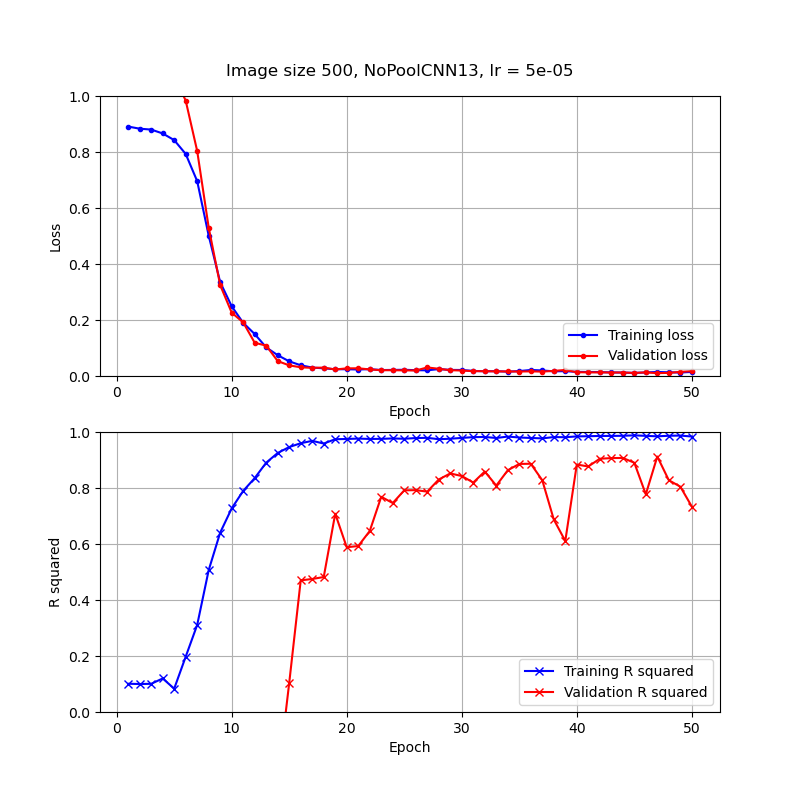 Image size 500, NoPoolCNN13, lr = 5e-05
1.0
0.8
0.6
0.4
0.2
0.0
Loss
0 10 20 30 40 50
Epoch
Training loss
Validation loss
1.0
0.8
0.6
0.4
0.2
0.0
R squared
0 10 20 30 40 50
Epoch
Training R squared
Validation R squared